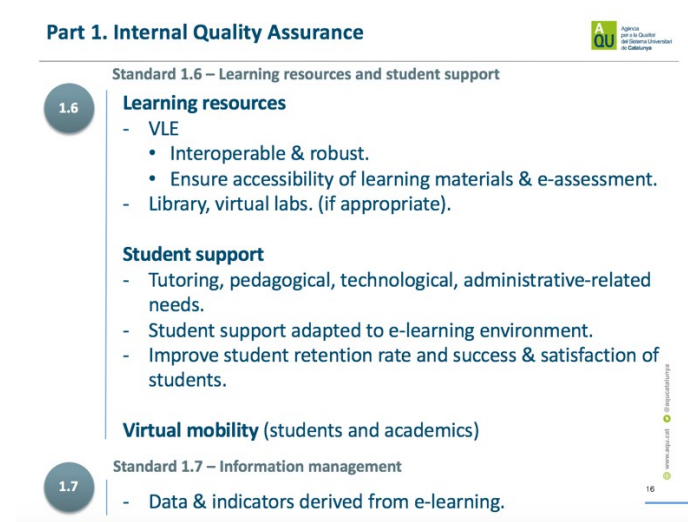 Part 1. Internal Quality Assurance
AQU
Agència
per a la Qualitat
del Sistema Universitari
de Catalunya
Standard 1.6 – Learning resources and student support
1.6
Learning resources
- VLE
• Interoperable & robust.
• Ensure accessibility of learning materials & e-assessment.
- Library, virtual labs. (if appropriate).
Student support
- Tutoring, pedagogical, technological, administrative-related
needs.
- Student support adapted to e-learning environment.
- Improve student retention rate and success & satisfaction of
students.
Virtual mobility (students and academics)
Standard 1.7 – Information management
1.7
- Data & indicators derived from e-learning.
www.aqu.cat @aqucatalunya
16